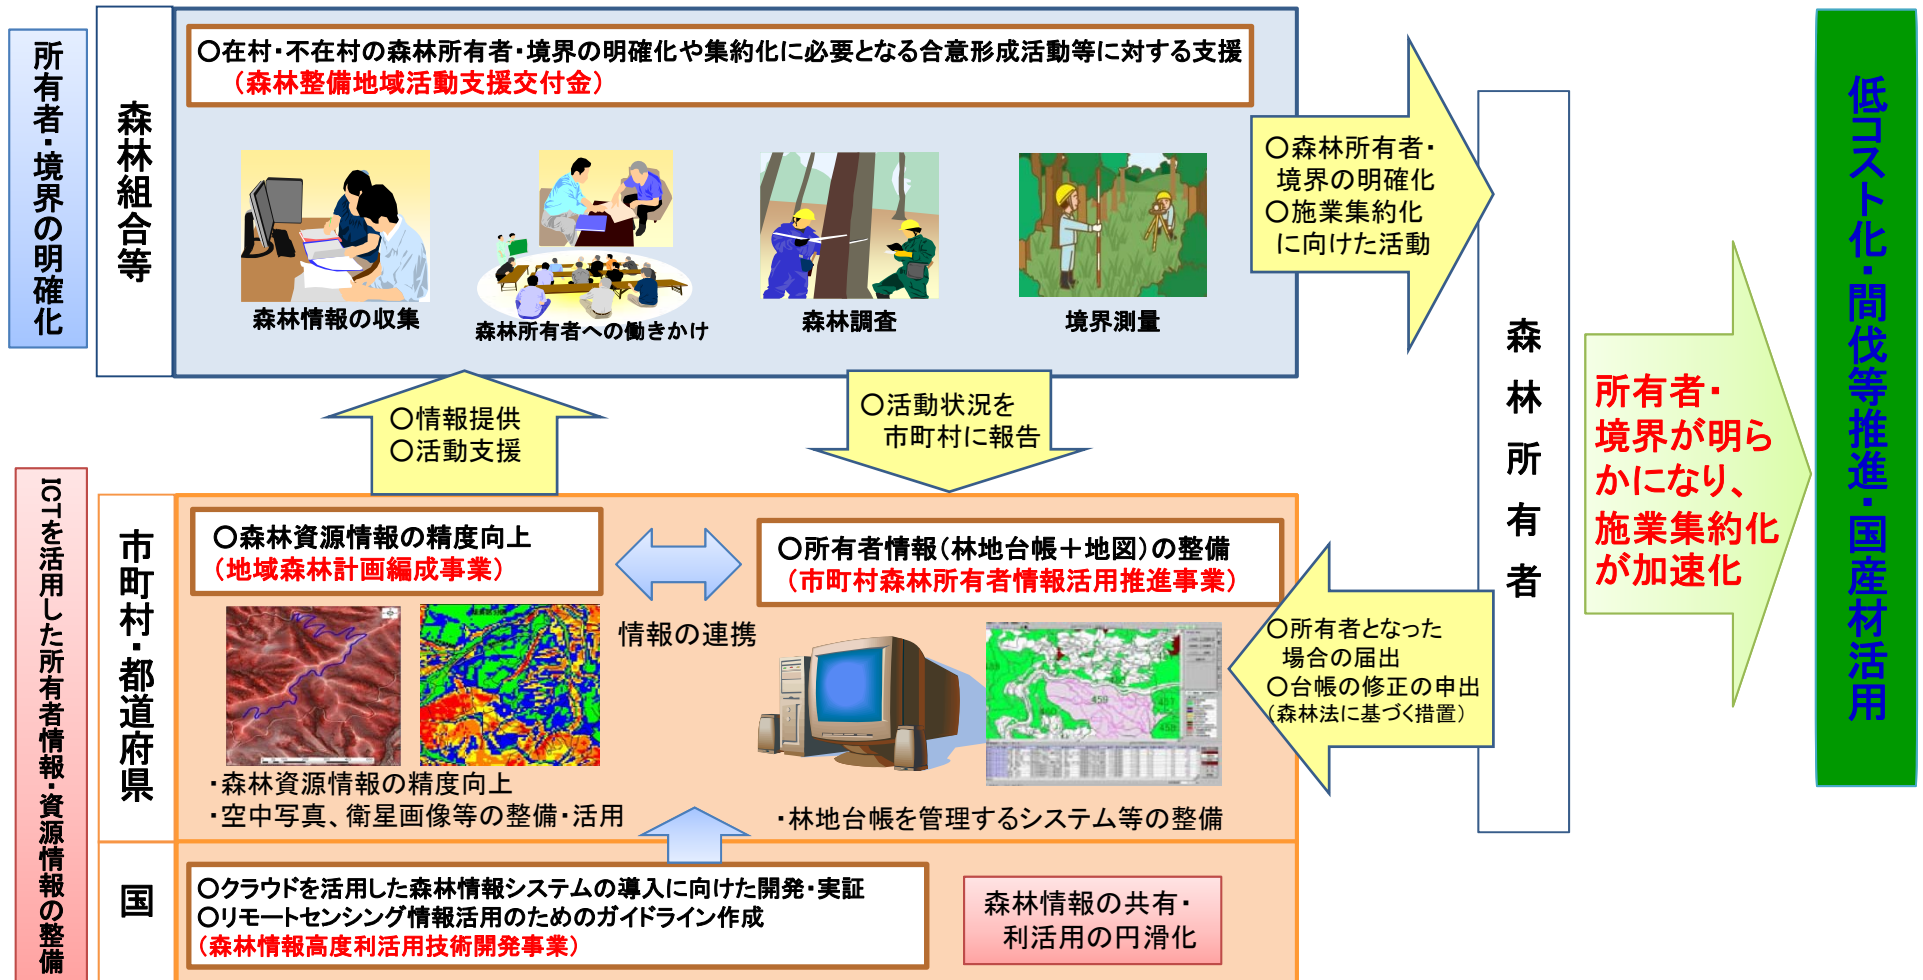 所有者・境界の明確化
森林組合等
○在村・不在村の森林所有者・境界の明確化や集約化に必要となる合意形成活動等に対する支援
（森林整備地域活動支援交付金）
森林情報の収集
森林所有者への働きかけ
森林調査
境界測量
○森林所有者・
境界の明確化
○施業集約化
に向けた活動
○情報提供
○活動支援
○活動状況を
市町村に報告
森林所有者
所有者・
境界が明ら
かになり、
施業集約化
が加速化
低コスト化・間伐等推進・国産材活用
ICTを活用した所有者情報・資源情報の整備
市町村・都道府県
○森林資源情報の精度向上
（地域森林計画編成事業）
情報の連携
○所有者情報（林地台帳＋地図）の整備
（市町村森林所有者情報活用推進事業）
459
460
457
458
・森林資源情報の精度向上
・空中写真、衛星画像等の整備・活用
・林地台帳を管理するシステム等の整備
○所有者となった
場合の届出
○台帳の修正の申出
（森林法に基づく措置）
国
○クラウドを活用した森林情報システムの導入に向けた開発・実証
○リモートセンシング情報活用のためのガイドライン作成
（森林情報高度利活用技術開発事業）
森林情報の共有・
利活用の円滑化